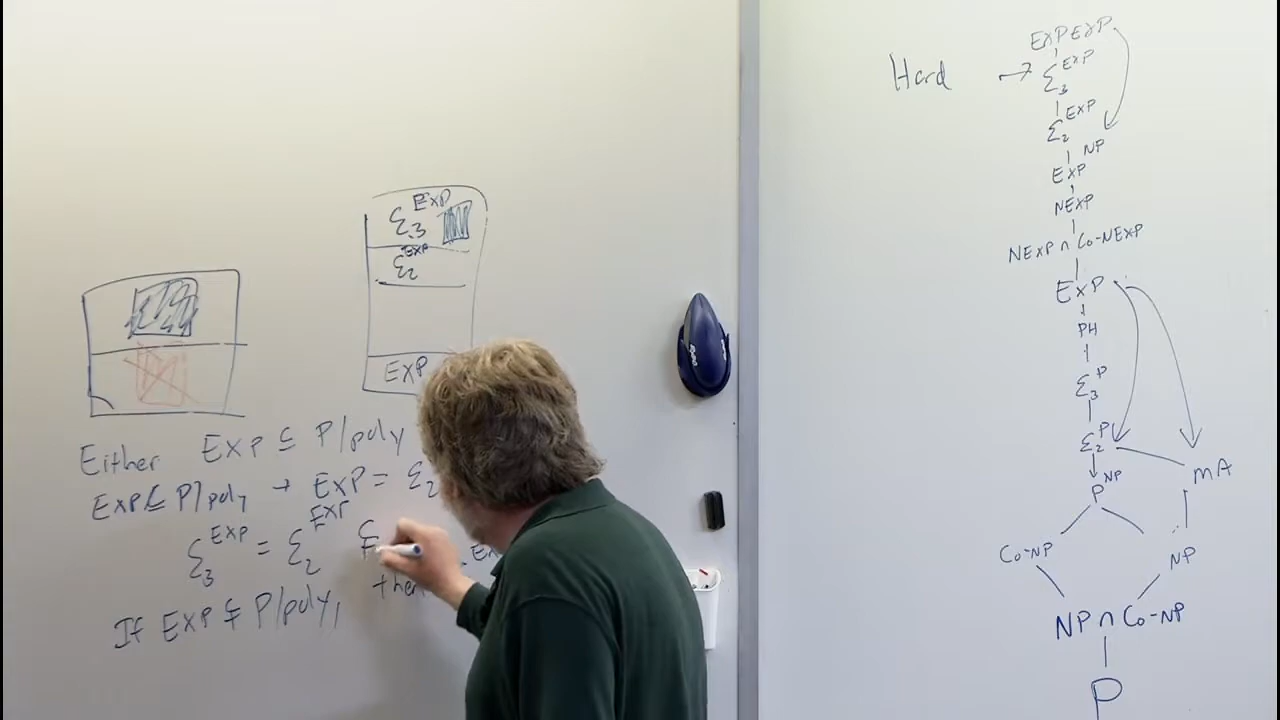 Σ₃^EXP
Σ₂^EXP
EXP
Either EXP ⊆ P/poly
EXP ⊆ P/poly → EXP = Σ₂
Σ₃^EXP = Σ₂^EXP
If EXP ⊈ P/poly,
Hard →
EXPEXP
Σ₃^EXP
Σ₂^EXP
EXP^NP
NEXP
NEXP ∩ Co-NEXP
EXP
PH
Σ₃^P
Σ₂^P
MA
P^NP
Co-NP
NP
NP ∩ Co-NP
P